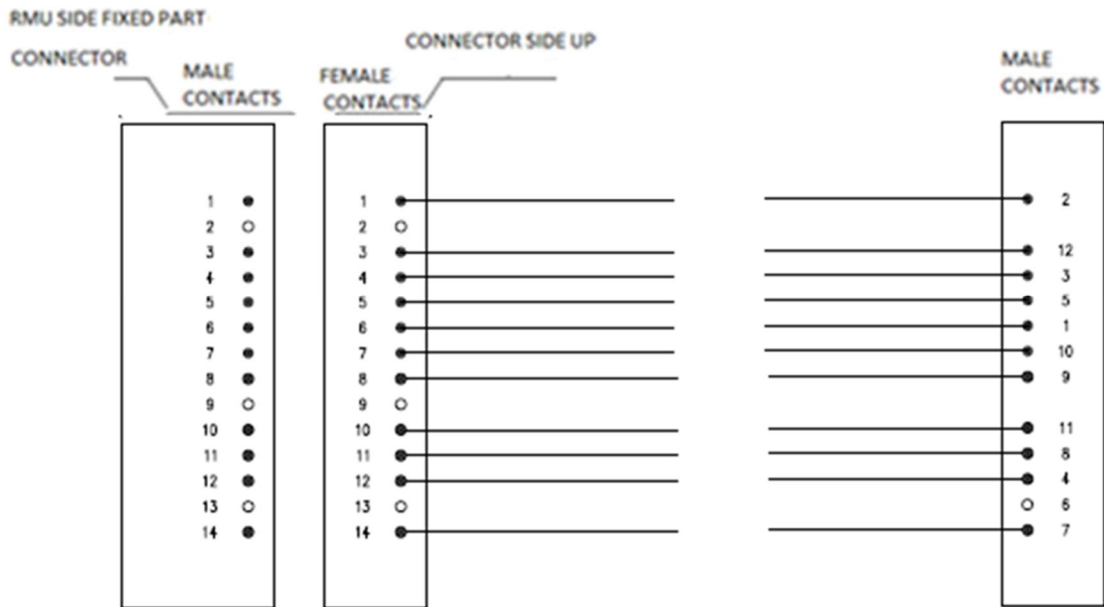 RMU SIDE FIXED PART
CONNECTOR
MALE
CONTACTS
FEMALE
CONTACTS
CONNECTOR SIDE UP
MALE
CONTACTS
1 1 2
2 2
3 3 12
4 4 3
5 5 5
6 6 1
7 7 10
8 8 9
9 9
10 10 11
11 11 8
12 12 4
13 13 6
14 14 7